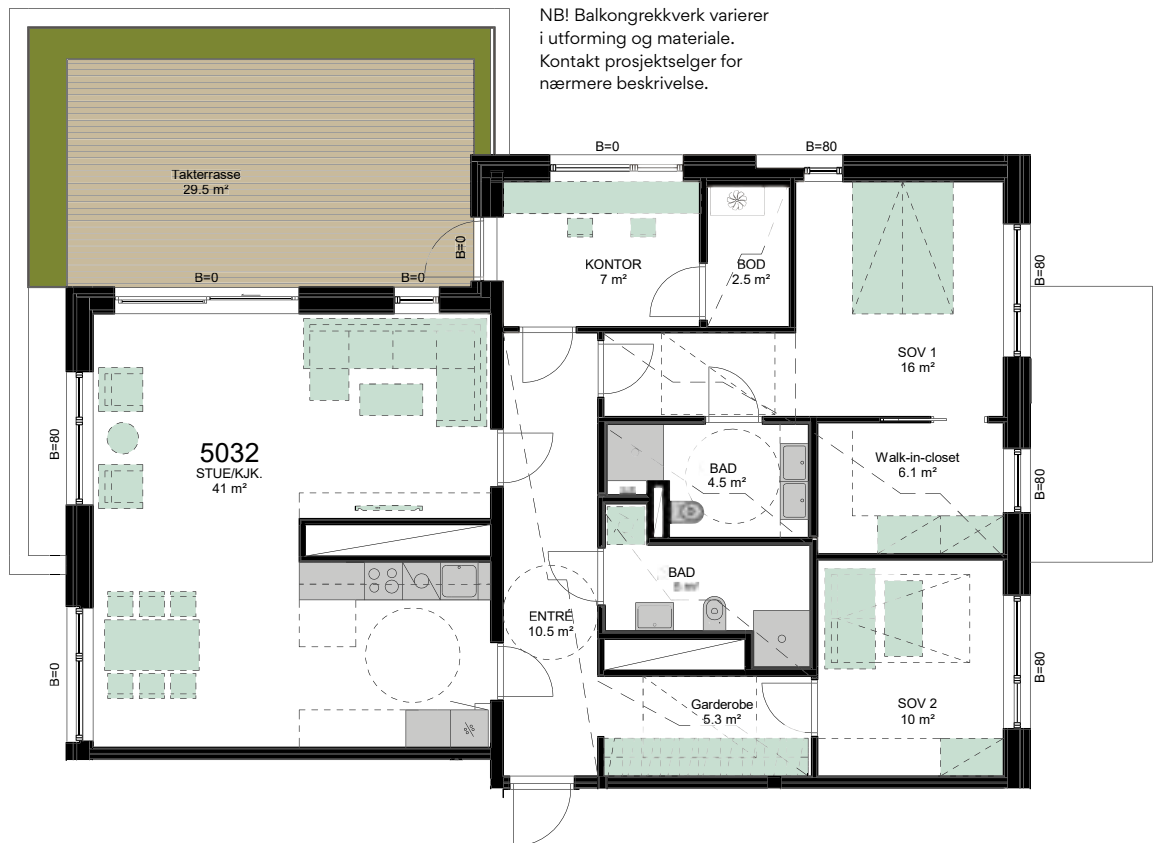 NB! Balkongrekkverk varierer
i utforming og materiale.
Kontakt prosjektselger for
nærmere beskrivelse.
B=0
B=80
Takterrasse
29.5 m²
B=0
B=0
B=0
KONTOR
7 m²
BOD
2.5 m²
B=80
SOV 1
16 m²
5032
STUE/KJK.
41 m²
B=80
BAD
4.5 m²
Walk-in-closet
6.1 m²
B=80
BAD
ENTRÉ
10.5 m²
B=0
B=80
Garderobe
5.3 m²
SOV 2
10 m²